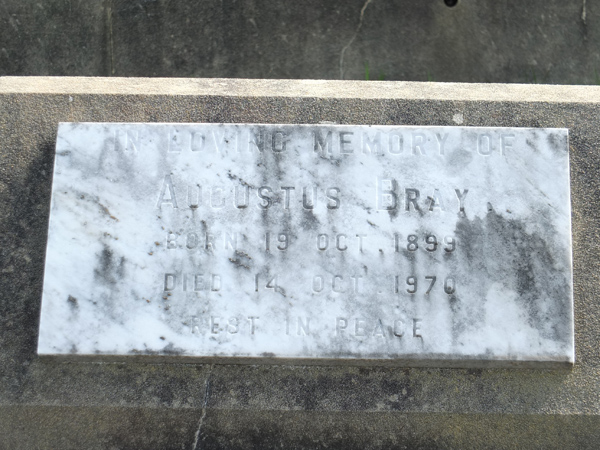 IN LOVING MEMORY OF
AUGUSTUS BRAY
BORN 19 OCT. 1899
DIED 14 OCT. 1970
REST IN PEACE